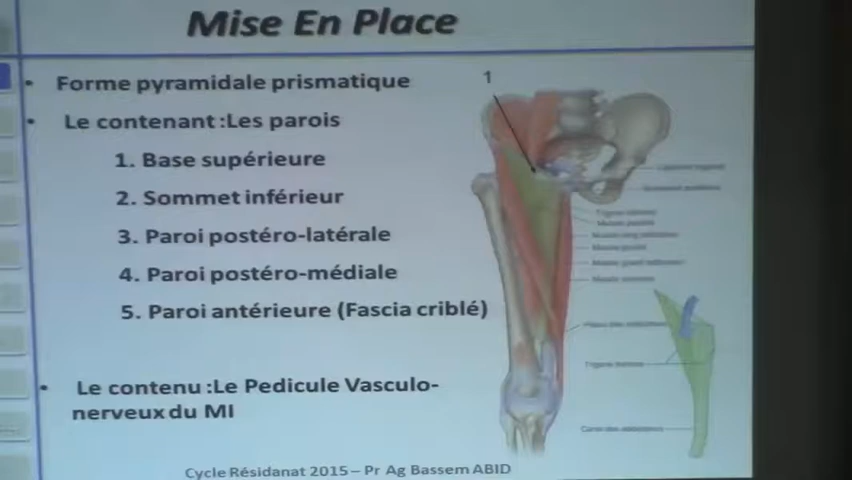 Mise En Place
• Forme pyramidale prismatique
• Le contenant :Les parois
1. Base supérieure
2. Sommet inférieur
3. Paroi postéro-latérale
4. Paroi postéro-médiale
5. Paroi antérieure (Fascia criblé)
• Le contenu :Le Pedicule Vasculo-
nerveux du MI
1
Cycle Résidanat 2015 – Pr Ag Bassem ABID